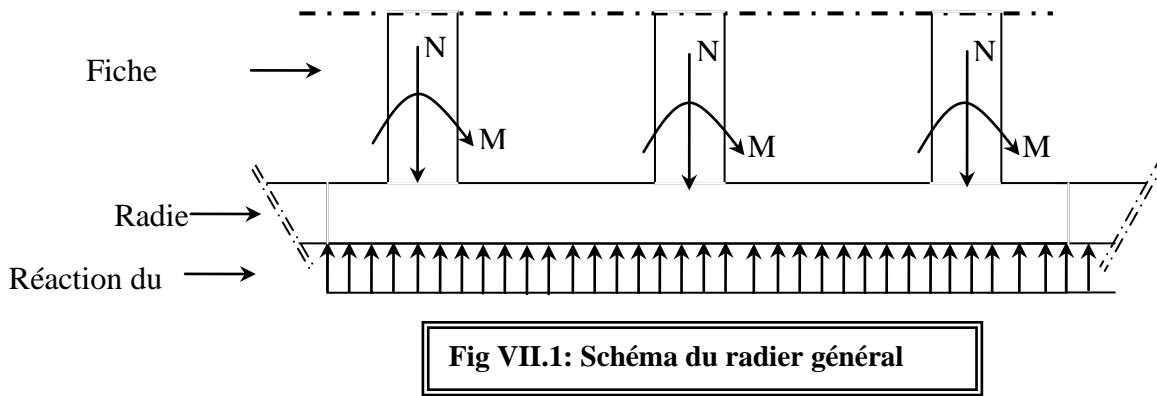 N N N
Fiche
M M M
Radie
Réaction du
Fig VII.1: Schéma du radier général